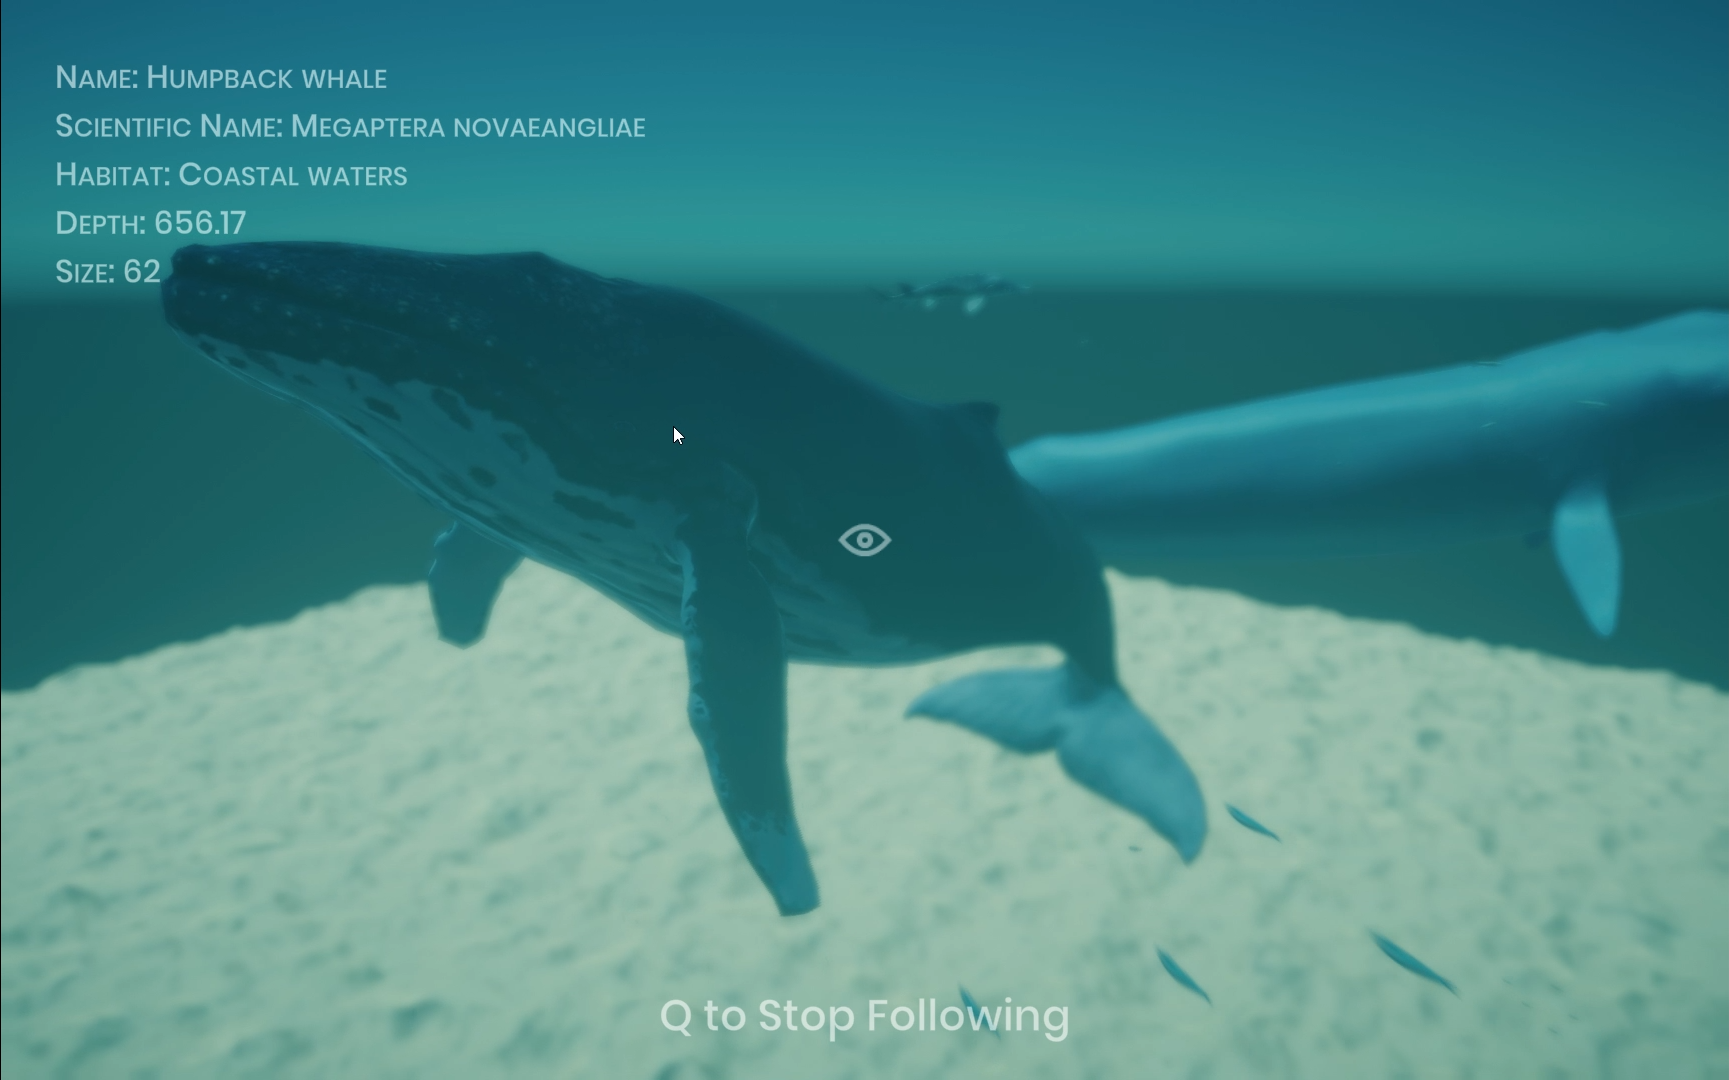 Name: Humpback whale
Scientific Name: Megaptera novaeangliae
Habitat: Coastal waters
Depth: 656.17
Size: 62
Q to Stop Following